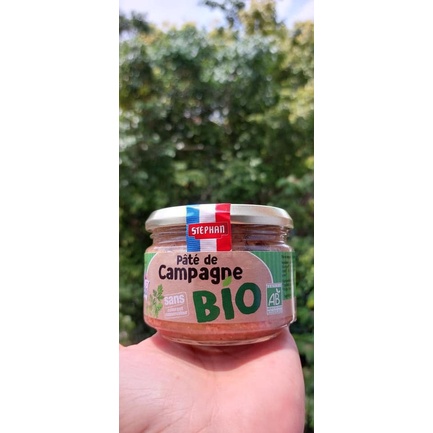 STEPHAN
Pâté de
Campagne
sans
BIO
AB